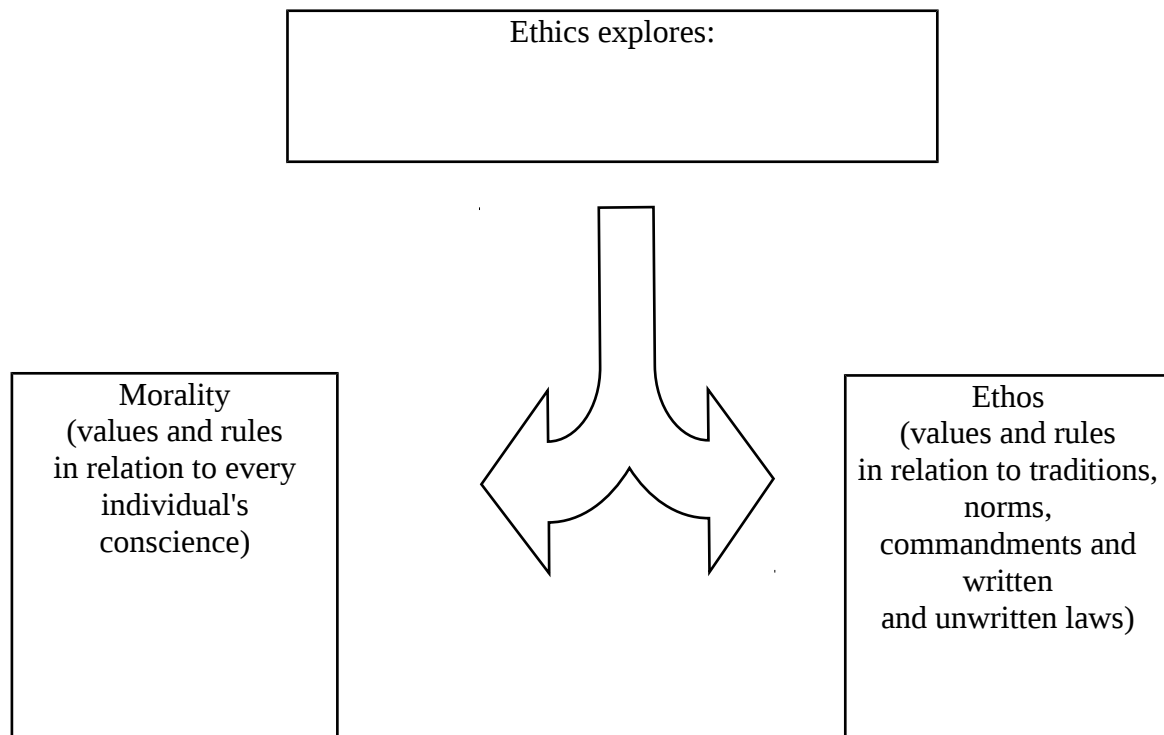 Ethics explores:
Morality
(values and rules
in relation to every
individual's
conscience)
Ethos
(values and rules
in relation to traditions,
norms,
commandments and
written
and unwritten laws)